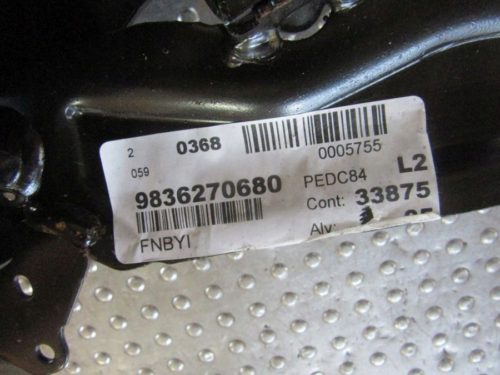 2 0368
0005755
059
9836270680 PEDC84 L2
Cont: 33875
FNBYI Alv: